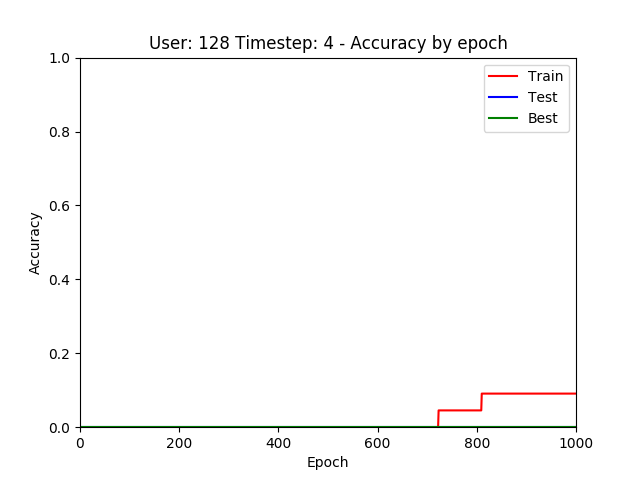 User: 128 Timestep: 4 - Accuracy by epoch
Train
Test
Best
1.0
0.8
0.6
0.4
0.2
0.0
Accuracy
0 200 400 600 800 1000
Epoch